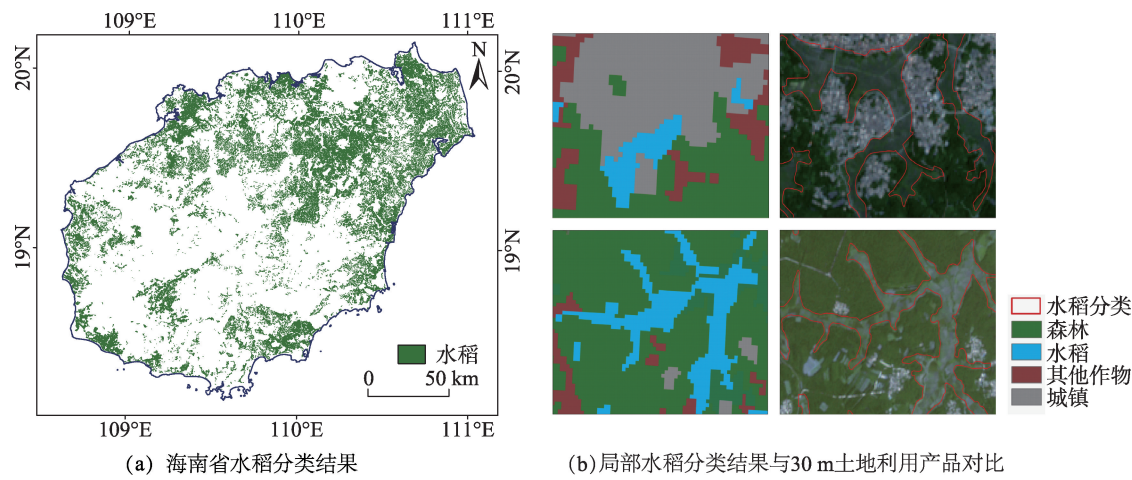 109°E 110°E 111°E
N
20°N
20°N
19°N
19°N
水稻
0 50 km
109°E 110°E 111°E
(a) 海南省水稻分类结果
水稻分类
森林
水稻
其他作物
城镇
(b)局部水稻分类结果与30 m土地利用产品对比